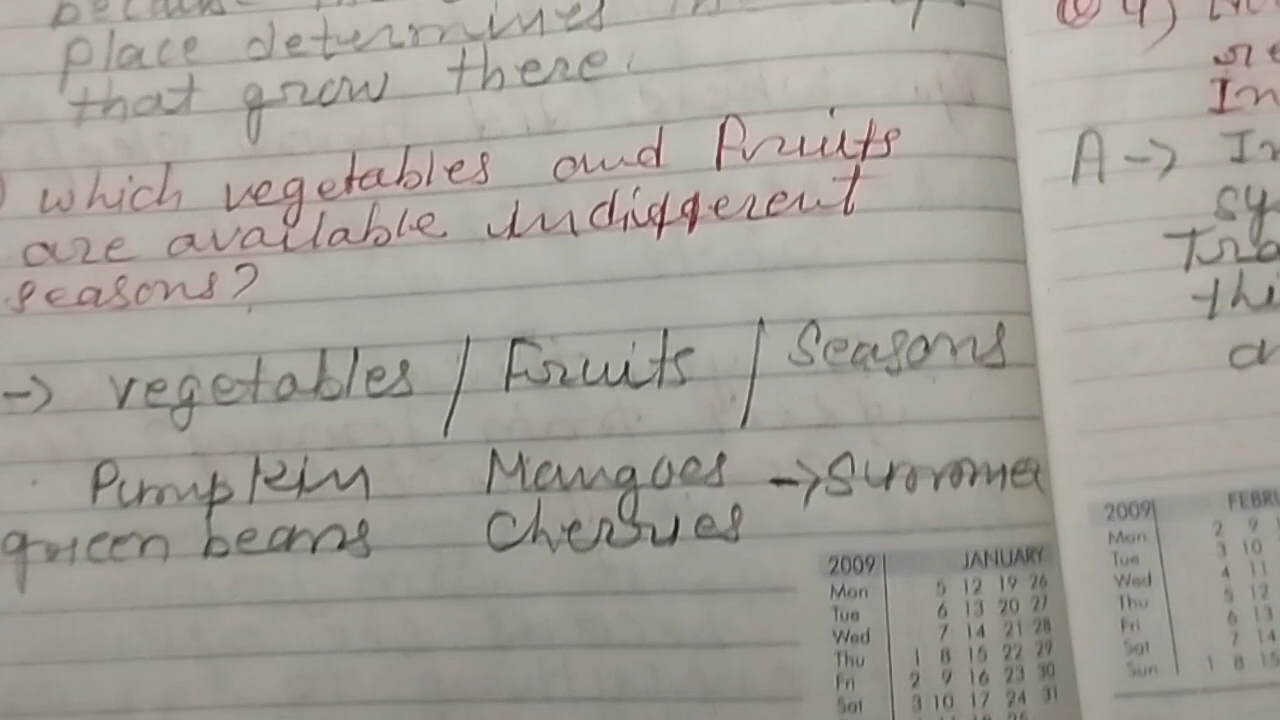 place determines
that grow there.
which vegetables and fruits
are available in different
seasons?
-> vegetables / Fruits / Seasons
Pumpkin Mangoes -> Summer
green beans Cherries
A ->
2009 JANUARY
Mon 5 12 19 26
Tue 6 13 20 27
Wed 7 14 21 28
Thu 1 8 15 22 29
Fri 2 9 16 23 30
Sat 3 10 17 24 31
2009 FEBR
Mon 2 9
Tue 3 10
Wed 4 11
Thu 5 12
Fri 6 13
Sat 7 14
Sun 1 8 15